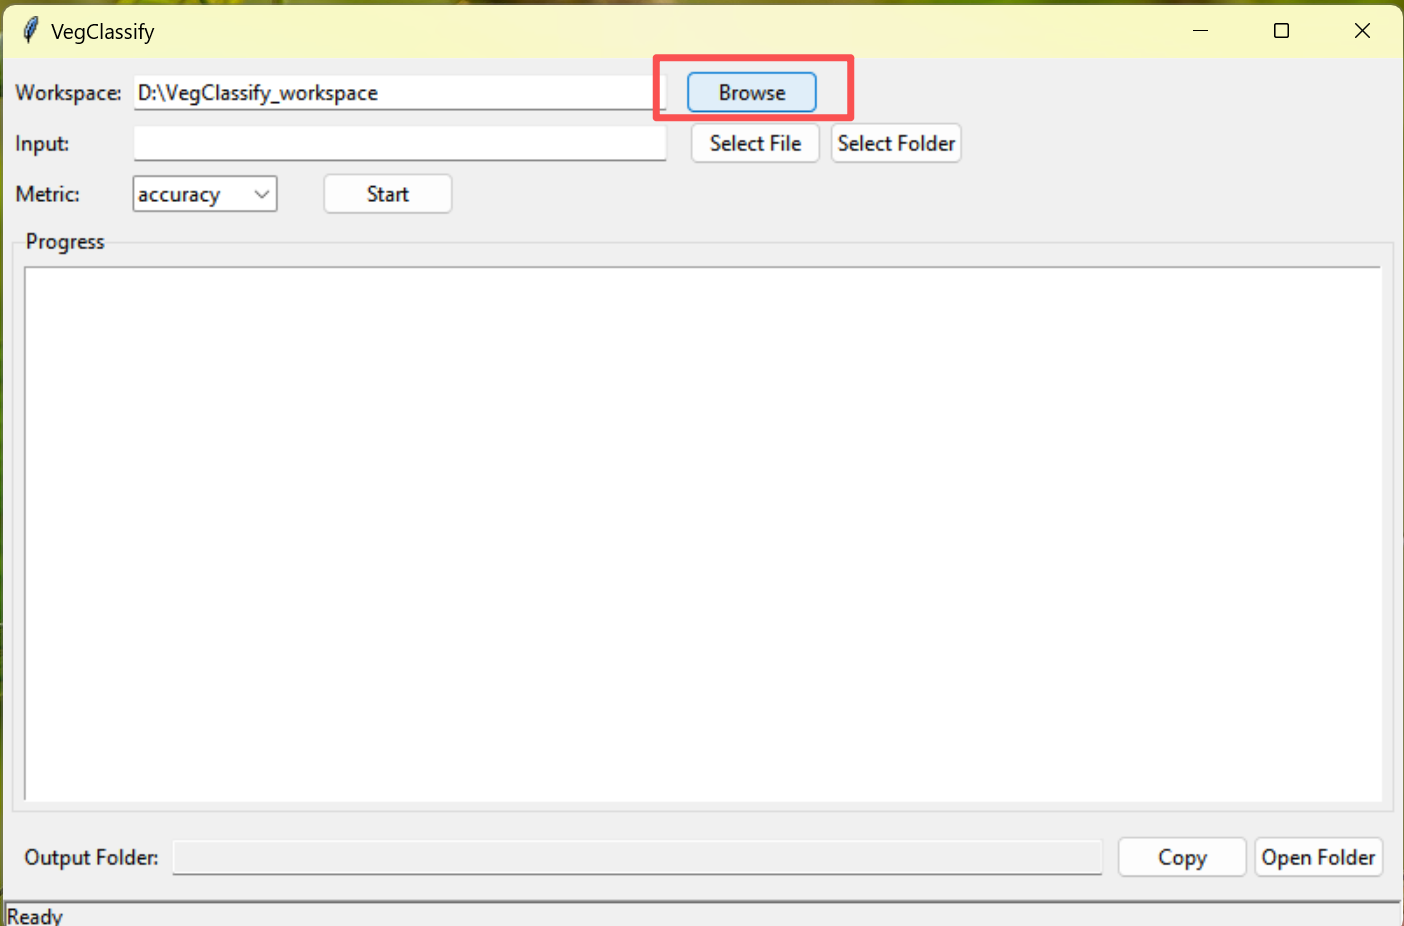 VegClassify
Workspace: D:\VegClassify_workspace Browse
Input: Select File Select Folder
Metric: accuracy Start
Progress
Output Folder: Copy Open Folder
Ready